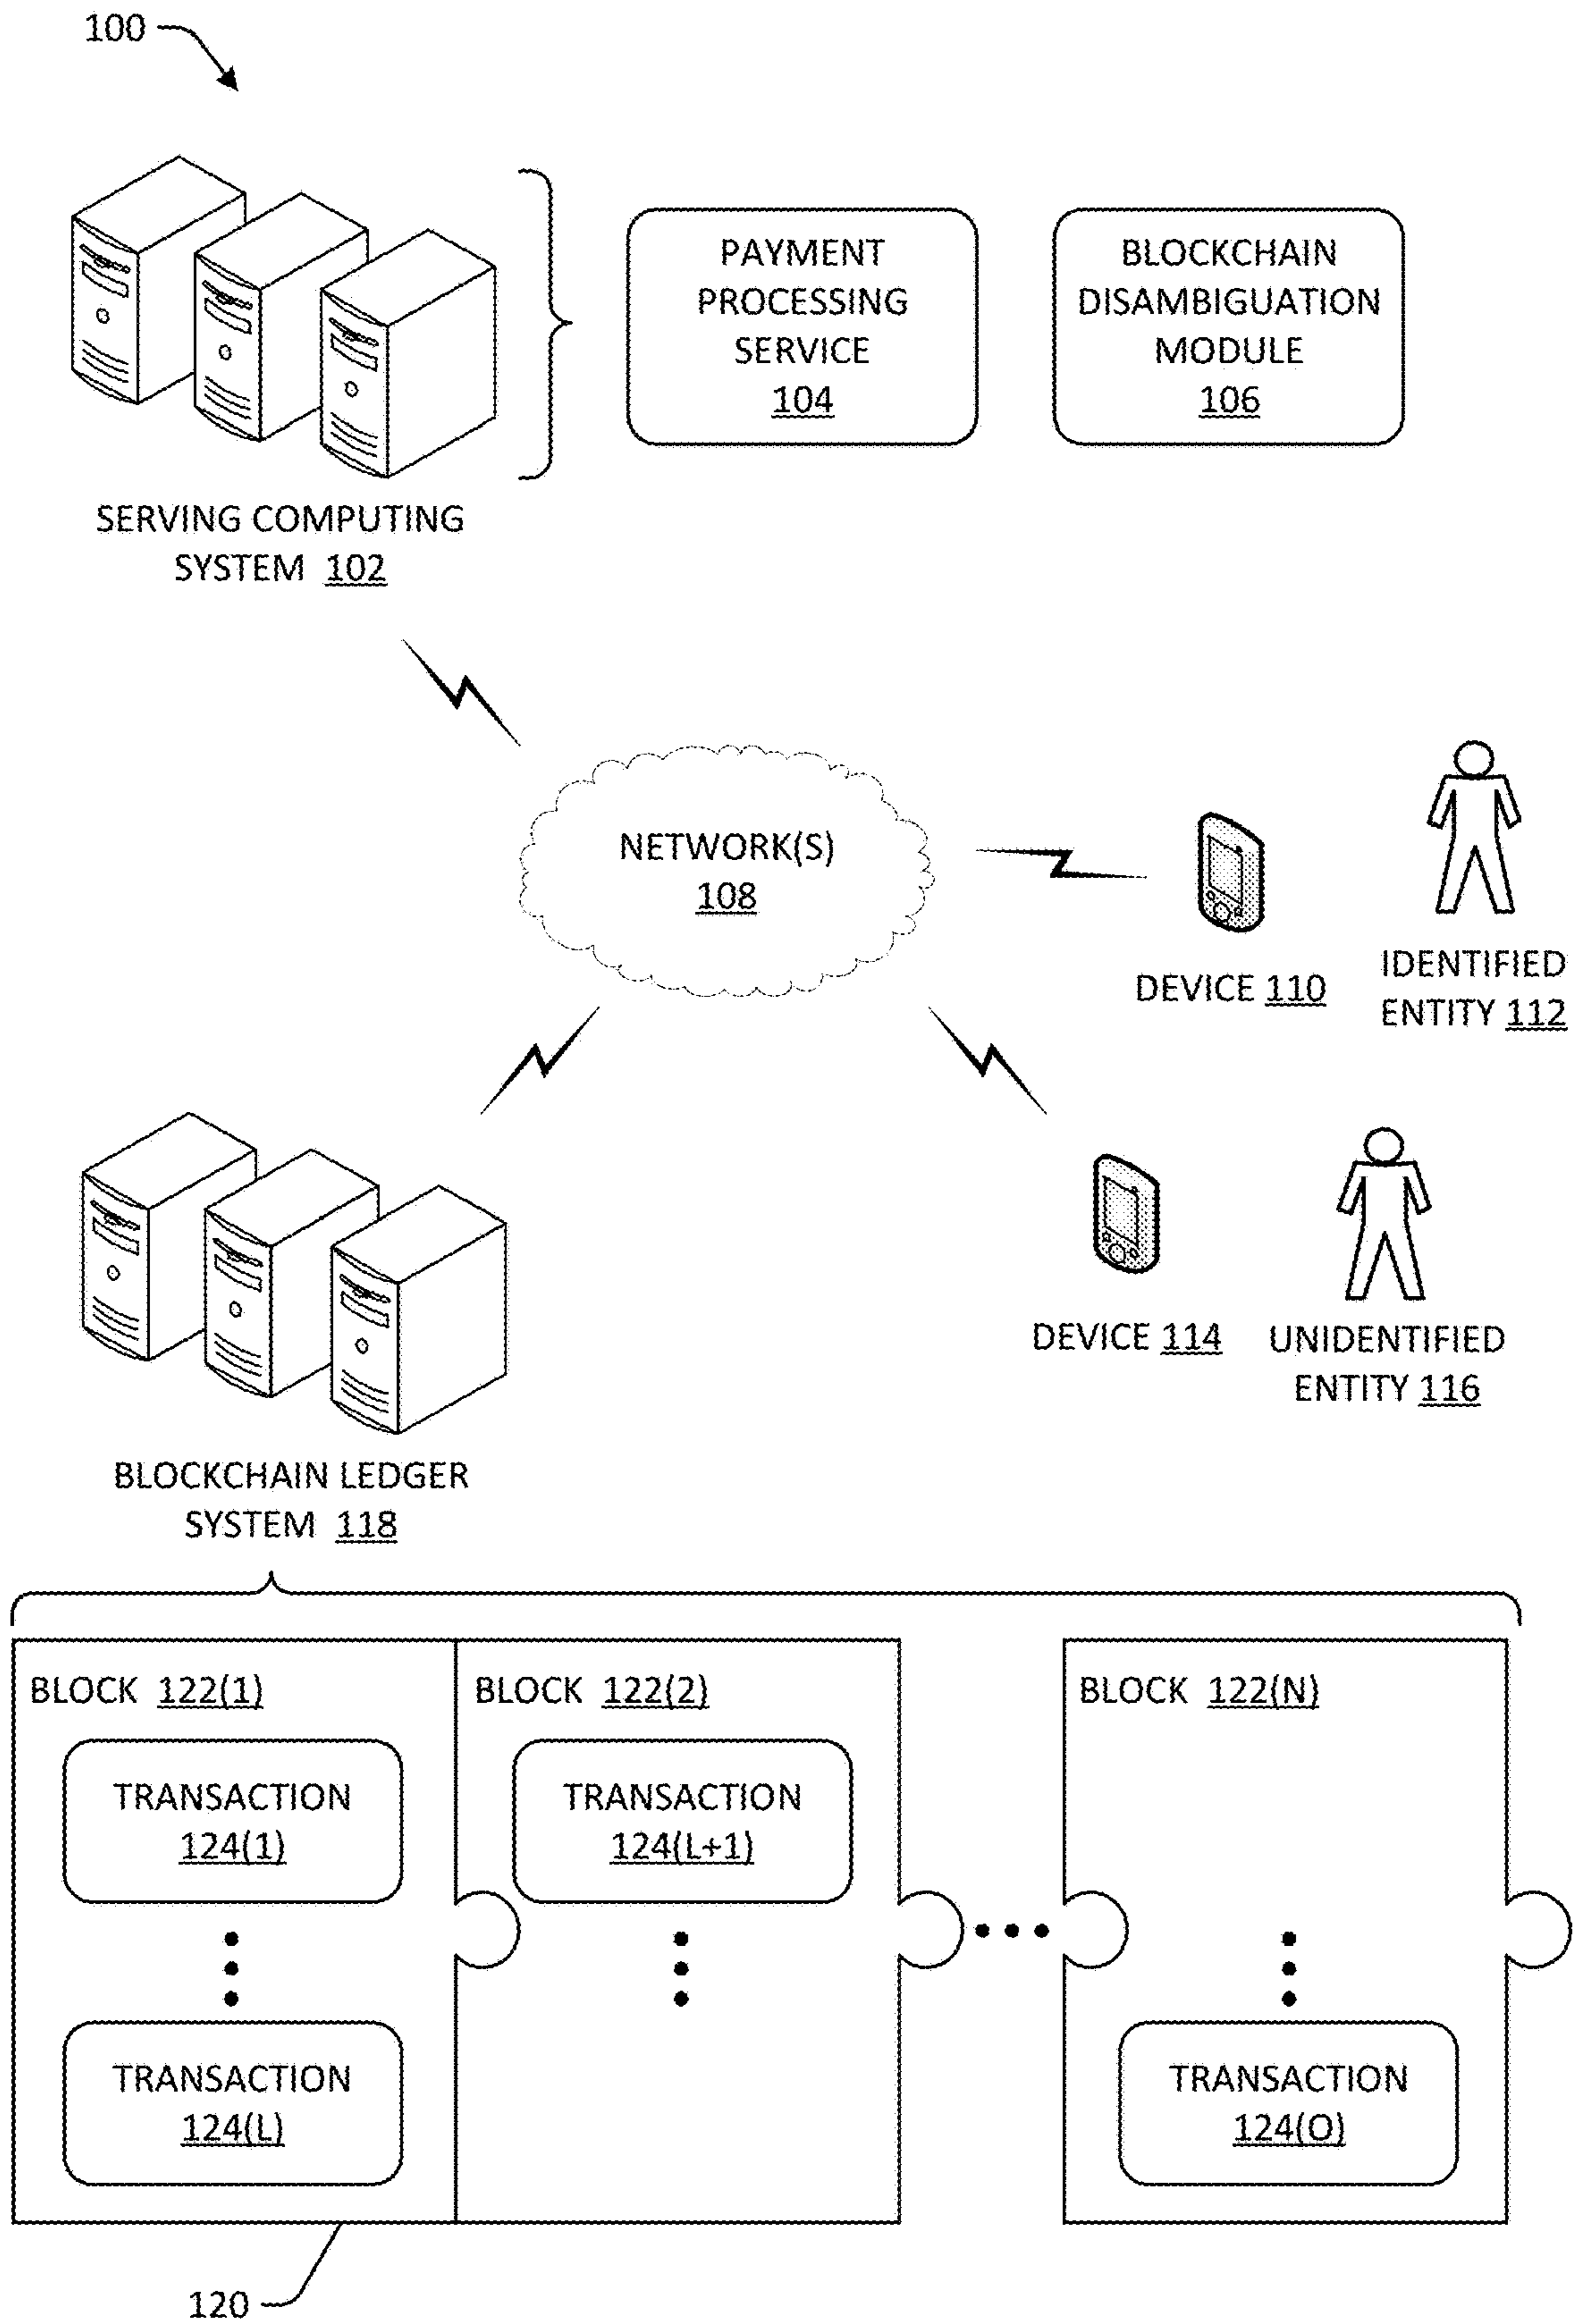 100
PAYMENT
PROCESSING
SERVICE
104
BLOCKCHAIN
DISAMBIGUATION
MODULE
106
SERVING COMPUTING
SYSTEM 102
NETWORK(S)
108
DEVICE 110
IDENTIFIED
ENTITY 112
DEVICE 114
UNIDENTIFIED
ENTITY 116
BLOCKCHAIN LEDGER
SYSTEM 118
BLOCK 122(1)
TRANSACTION
124(1)
TRANSACTION
124(L)
BLOCK 122(2)
TRANSACTION
124(L+1)
BLOCK 122(N)
TRANSACTION
124(O)
120